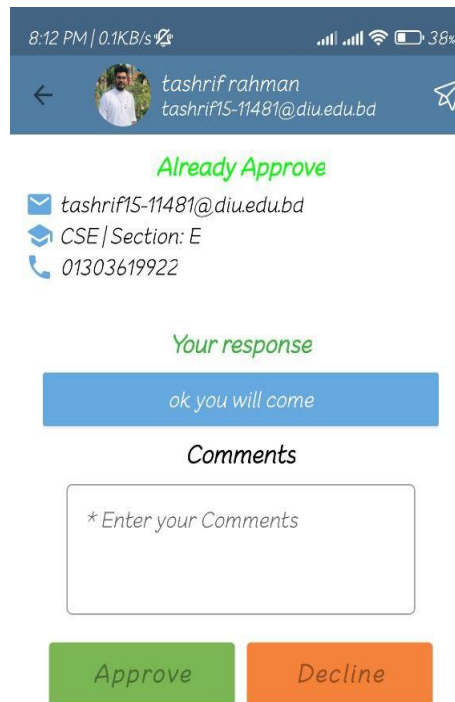 8:12 PM | 0.1KB/s 38%
tashrif rahman
tashrif15-11481@diu.edu.bd
Already Approve
tashrif15-11481@diu.edu.bd
CSE | Section: E
01303619922
Your response
ok you will come
Comments
* Enter your Comments
Approve Decline